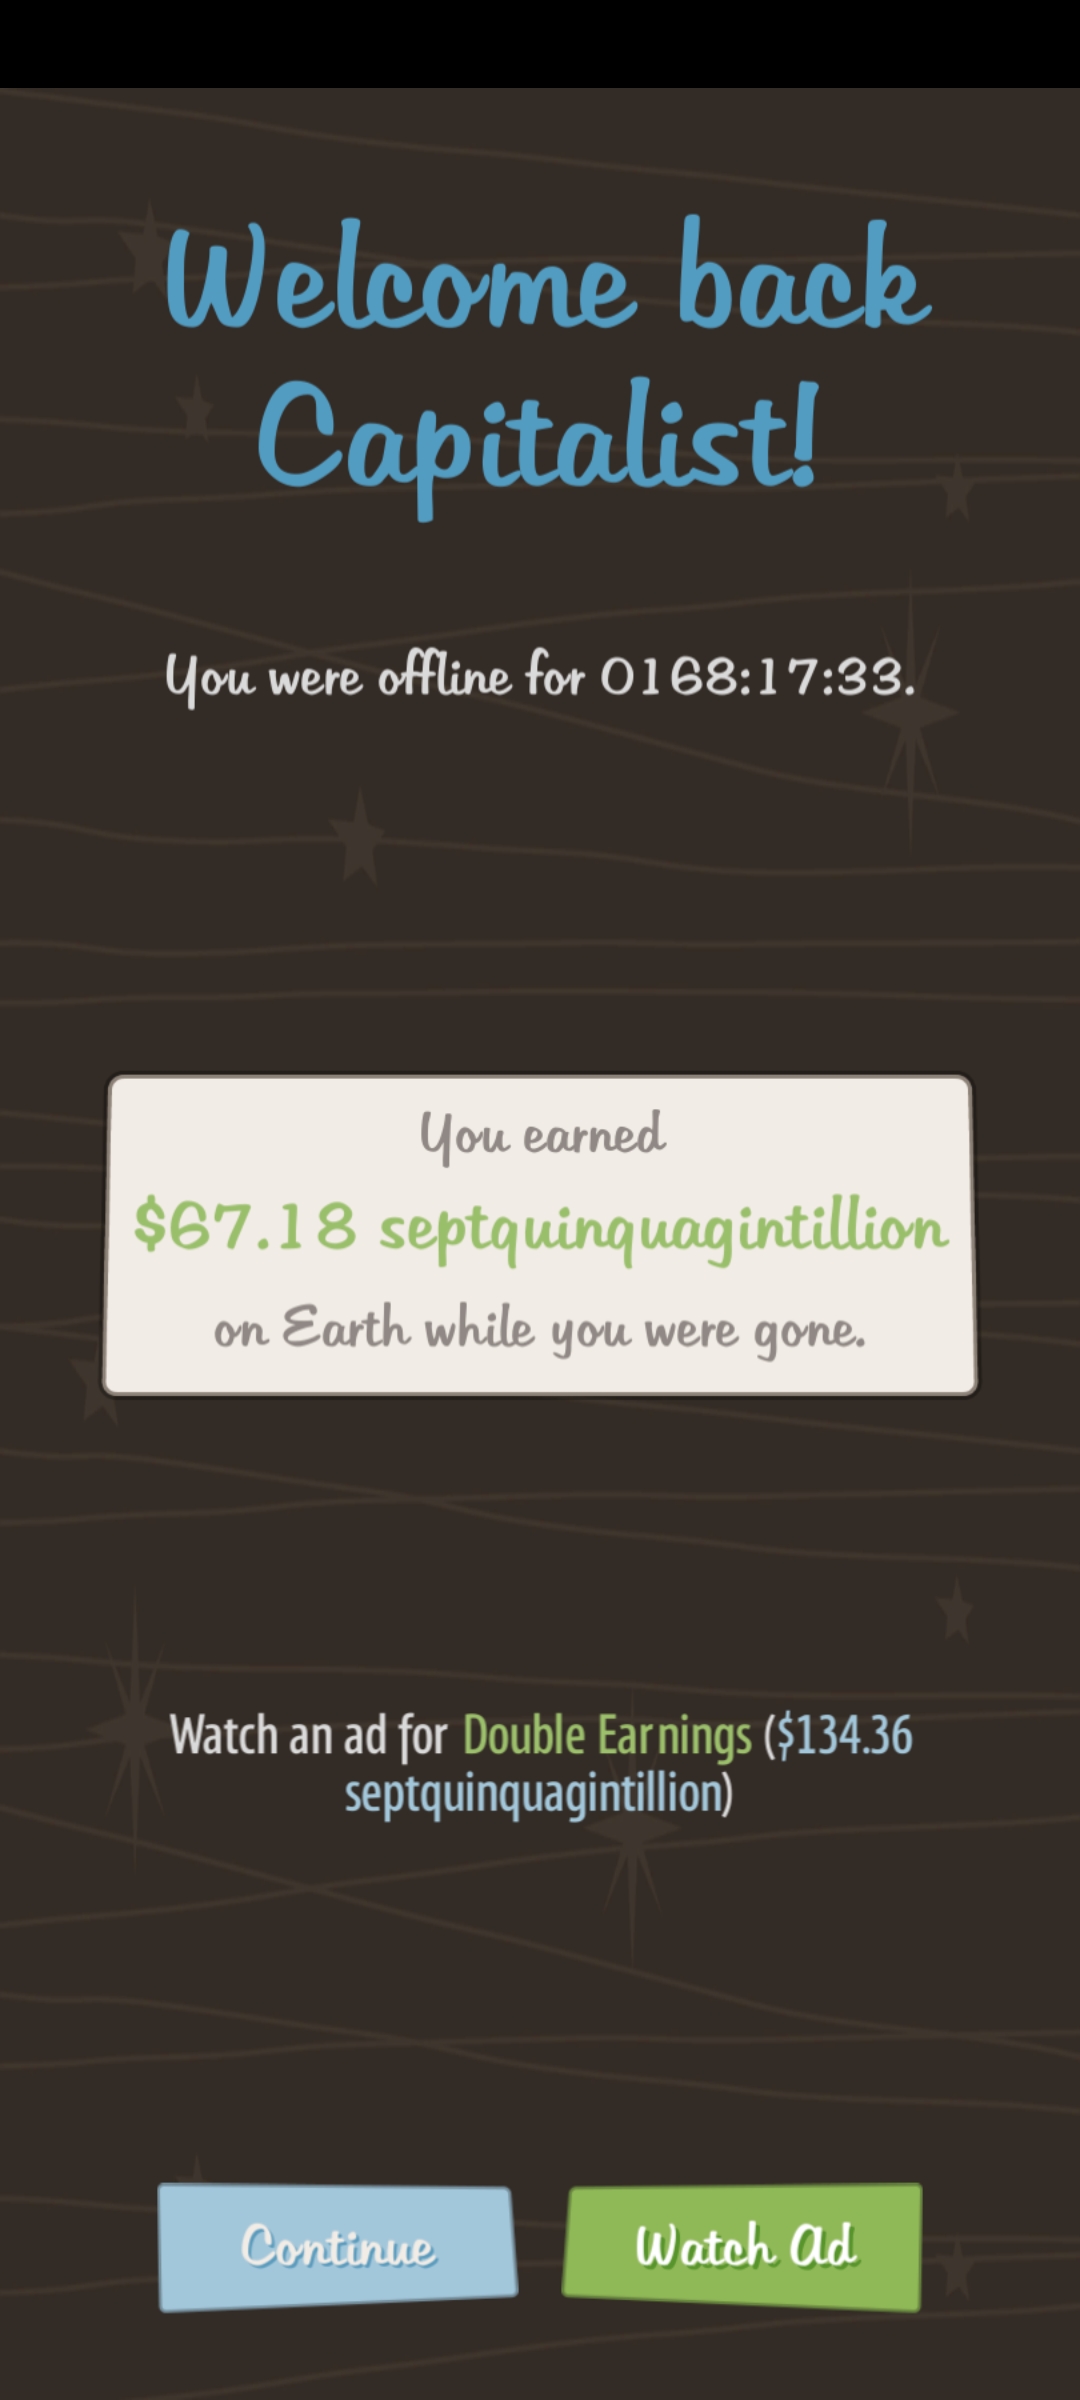 Welcome back
Capitalist!
You were offline for 0168:17:33.
You earned
$67.18 septquinquagintillion
on Earth while you were gone.
Watch an ad for Double Earnings ($134.36
septquinquagintillion)
Continue
Watch Ad